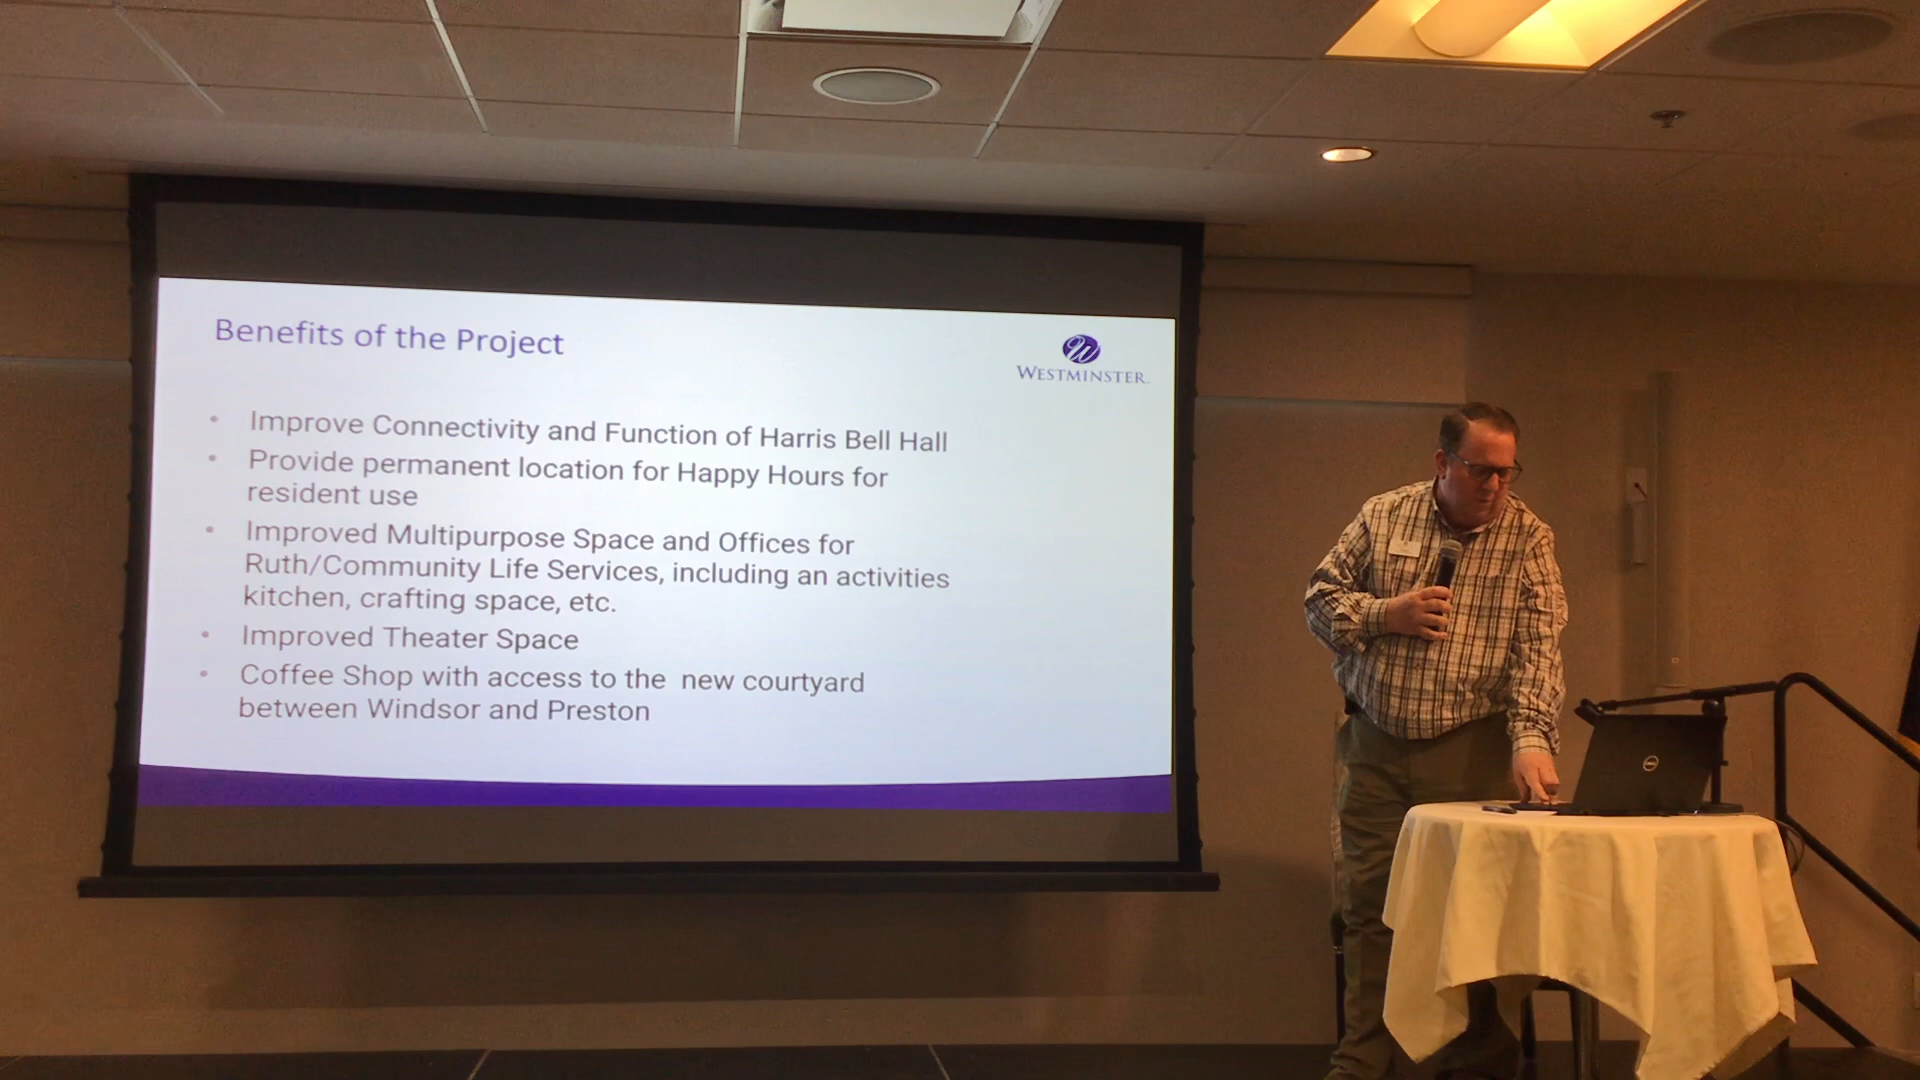 Benefits of the Project
W
WESTMINSTER
• Improve Connectivity and Function of Harris Bell Hall
• Provide permanent location for Happy Hours for
resident use
• Improved Multipurpose Space and Offices for
Ruth/Community Life Services, including an activities
kitchen, crafting space, etc.
• Improved Theater Space
• Coffee Shop with access to the new courtyard
between Windsor and Preston
DELL